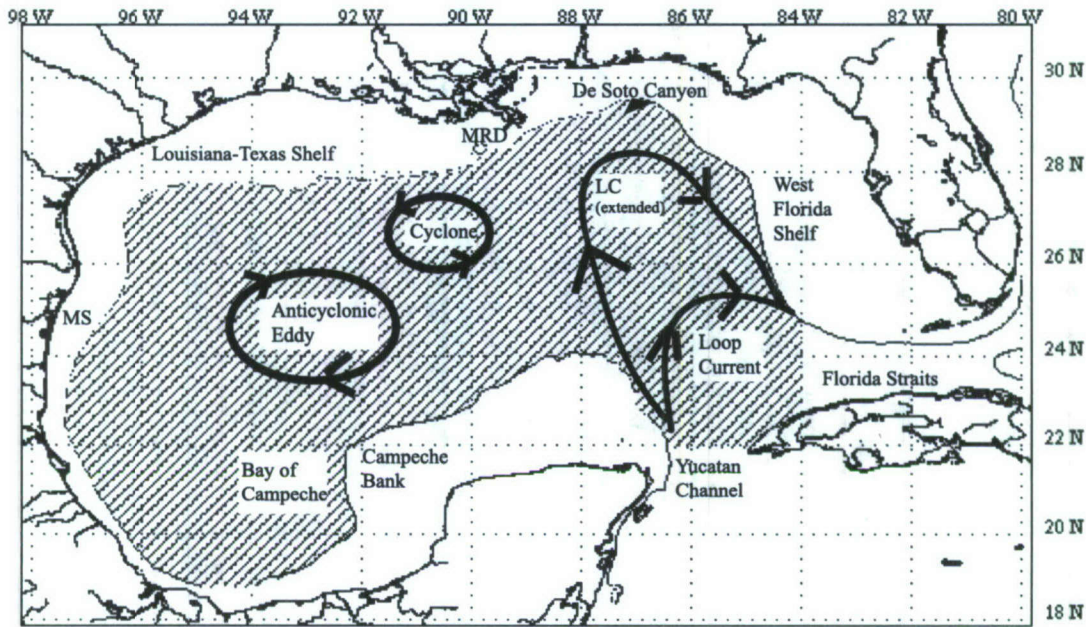 98 W 96 W 94 W 92 W 90 W 88 W 86 W 84 W 82 W 80 W
30 N
De Soto Canyon
MRD
Louisiana-Texas Shelf
28 N
LC
(extended)
West
Florida
Shelf
Cyclone
26 N
Anticyclonic
Eddy
MS
Loop
Current
24 N
Florida Straits
22 N
Campeche
Bank
Bay of
Campeche
Yucatan
Channel
20 N
18 N